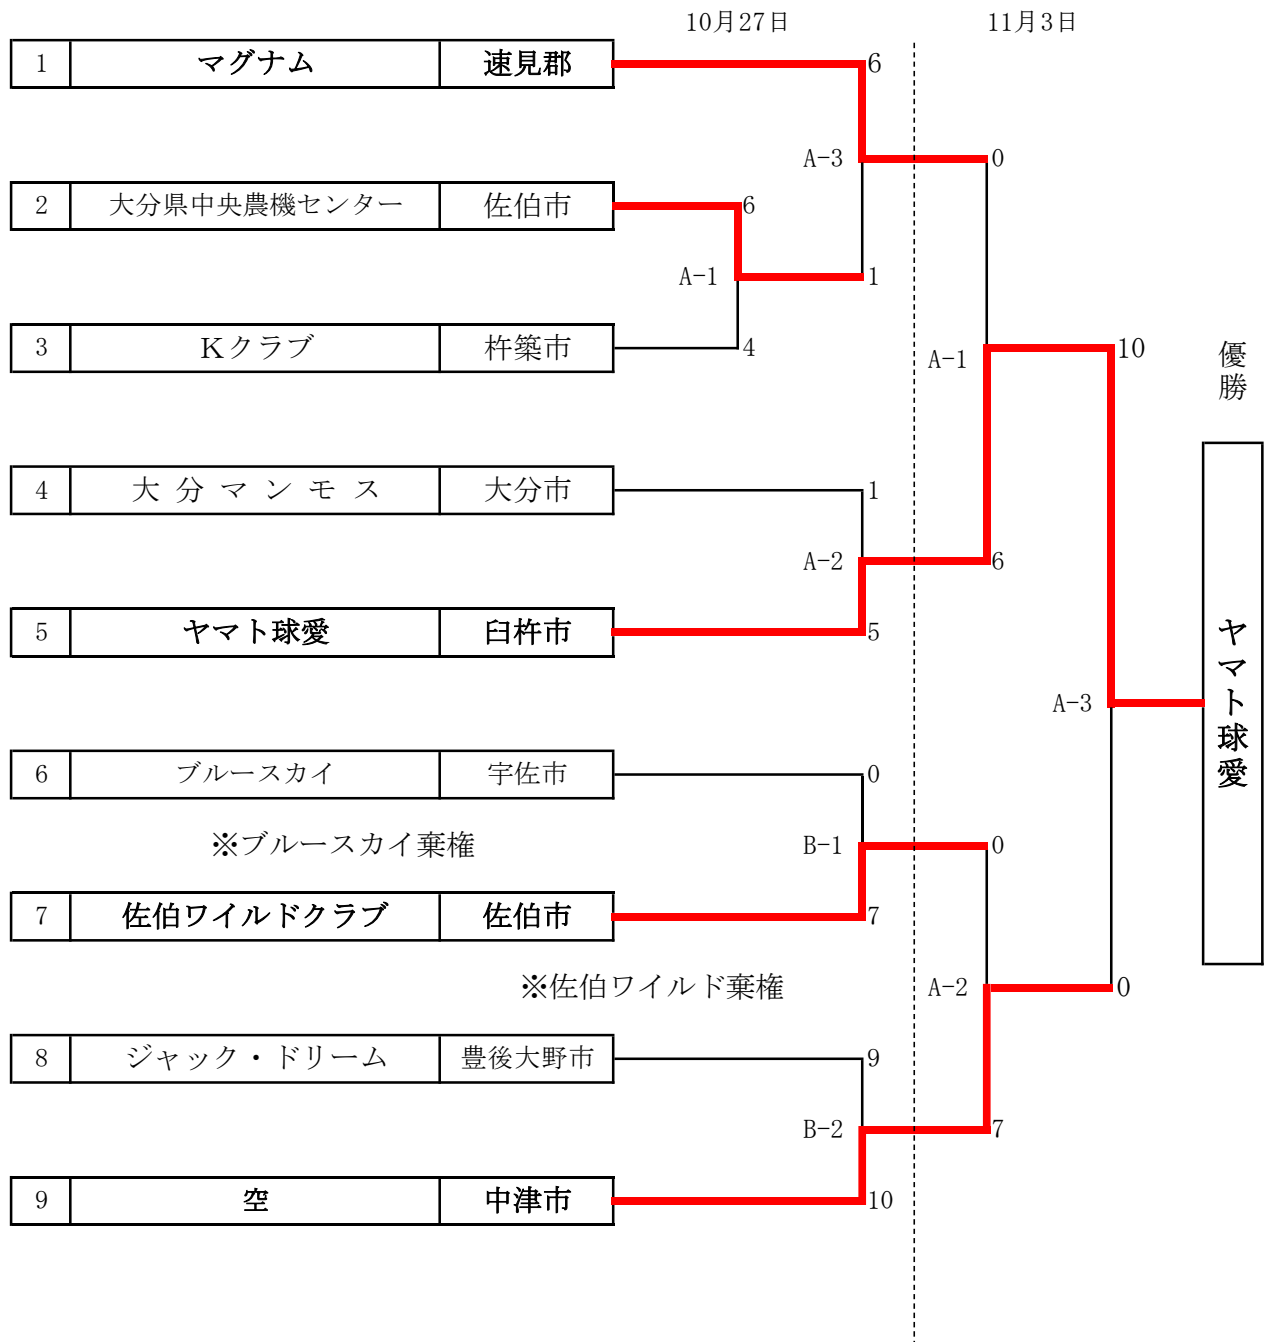 10月27日 11月3日
1 マグナム 速見郡 6
A-3 0
2 大分県中央農機センター 佐伯市 6
A-1 1
3 Kクラブ 杵築市 4
A-1 10
優勝
4 大分マンモス 大分市 1
A-2 6
5 ヤマト球愛 臼杵市 5
A-3
ヤマト球愛
6 ブルースカイ 宇佐市 0
※ブルースカイ棄権 B-1 0
7 佐伯ワイルドクラブ 佐伯市 7
※佐伯ワイルド棄権 A-2 0
8 ジャック・ドリーム 豊後大野市 9
B-2 7
9 空 中津市 10